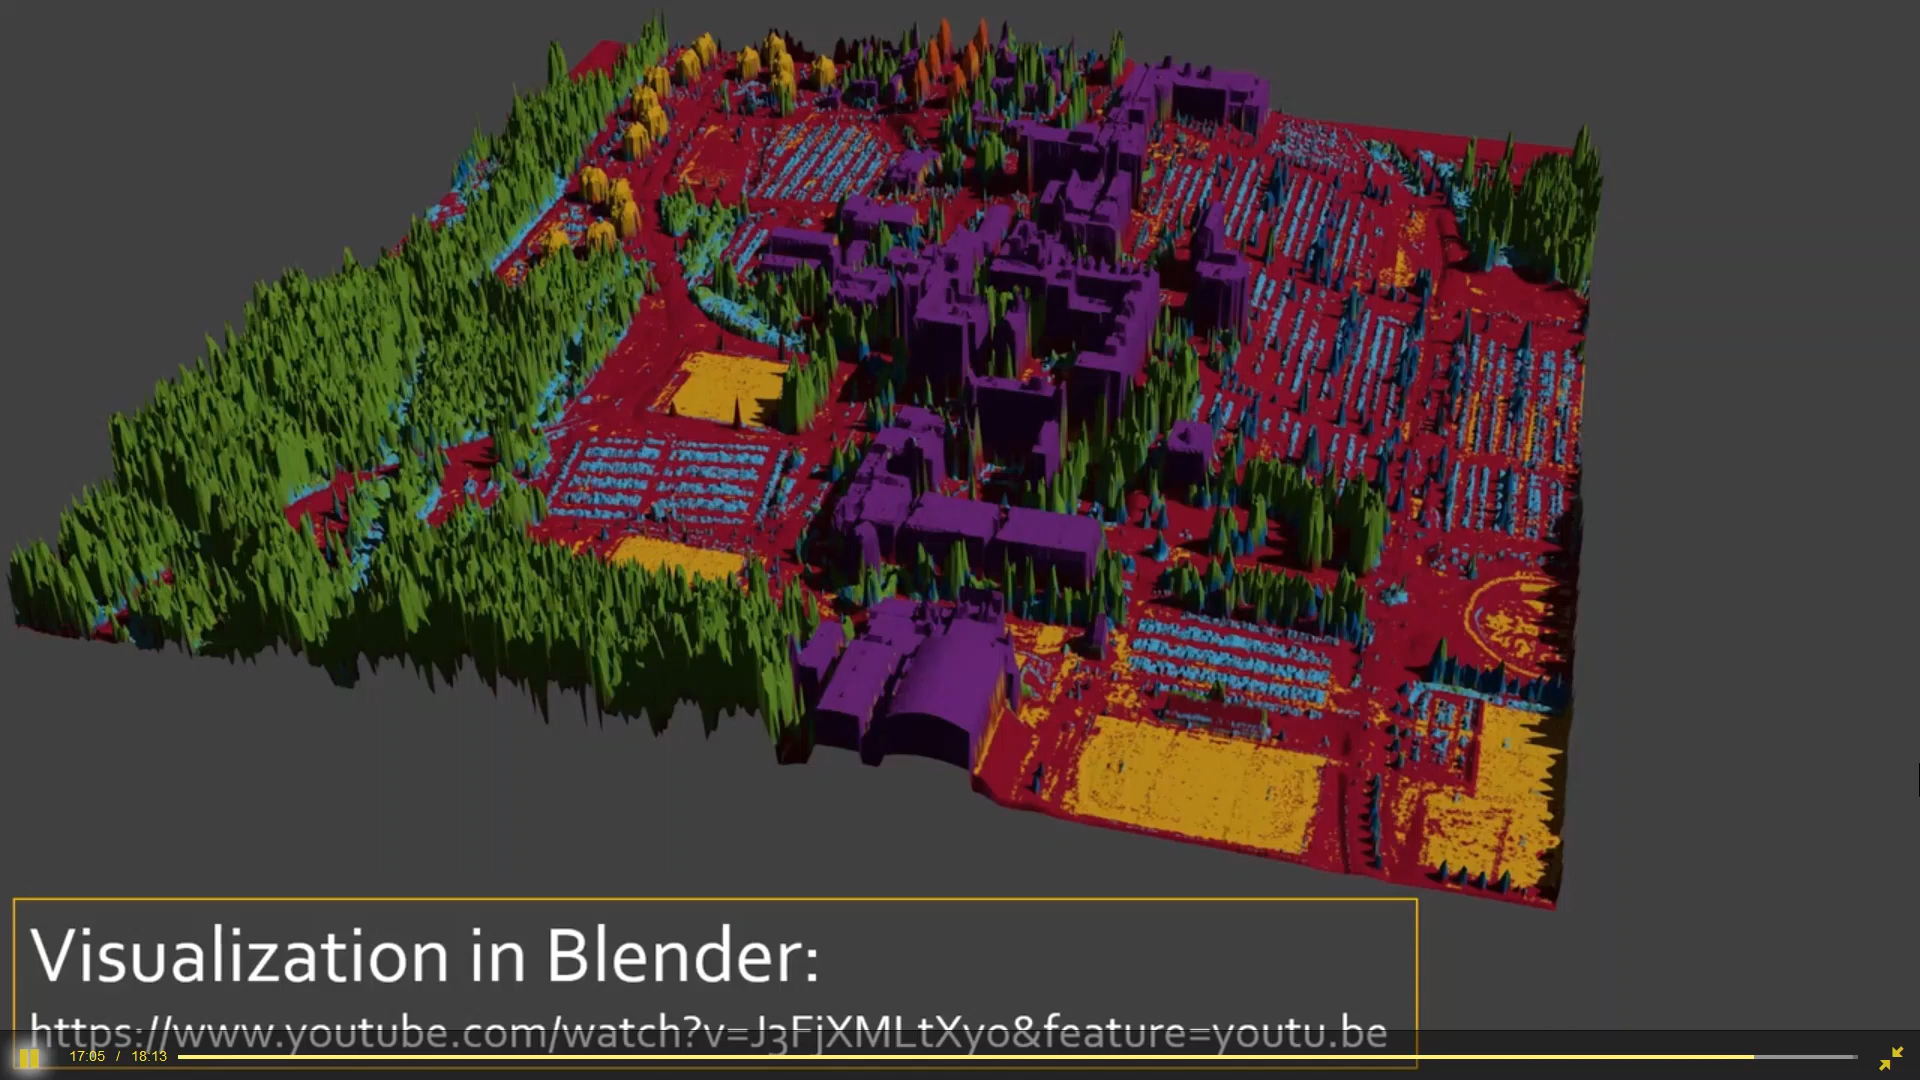 Visualization in Blender:
https://www.youtube.com/watch?v=J3FjXMLtXyo&feature=youtu.be
17:05 / 18:13